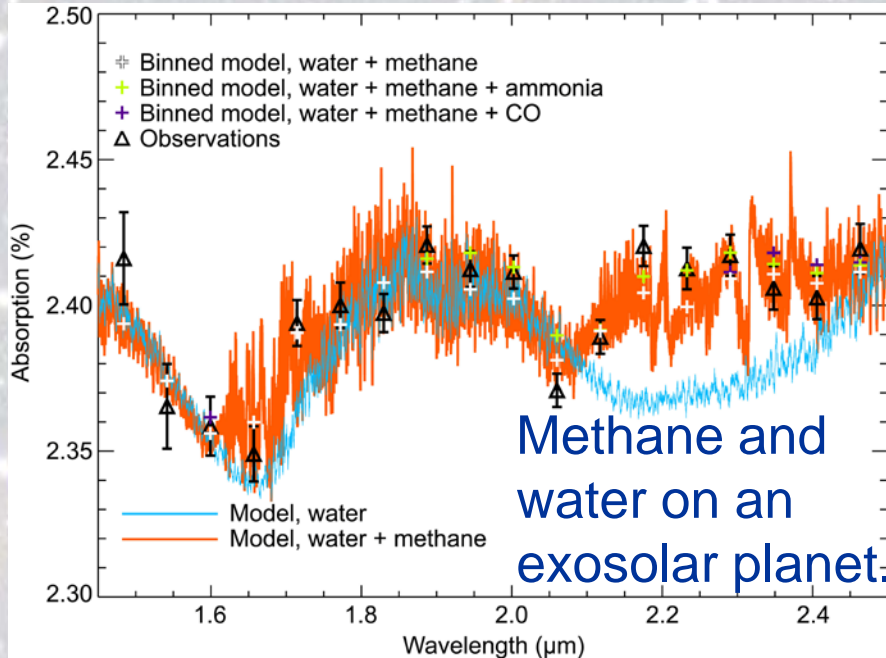 2.50
Binned model, water + methane
Binned model, water + methane + ammonia
Binned model, water + methane + CO
Observations
2.45
Absorption (%)
2.40
2.35
Methane and
water on an
exosolar planet.
Model, water
Model, water + methane
2.30
1.6 1.8 2.0 2.2 2.4
Wavelength (μm)